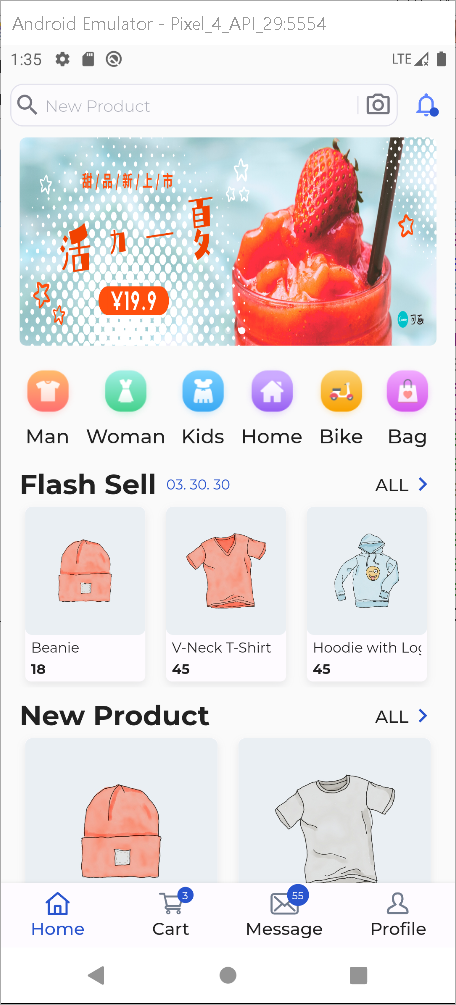 Android Emulator - Pixel_4_API_29:5554
1:35 LTE
New Product
甜/品/新/上/市
活力一夏
¥19.9
Man Woman Kids Home Bike Bag
Flash Sell 03. 30. 30 ALL
Beanie V-Neck T-Shirt Hoodie with Log
18 45 45
New Product ALL
3 55
Home Cart Message Profile